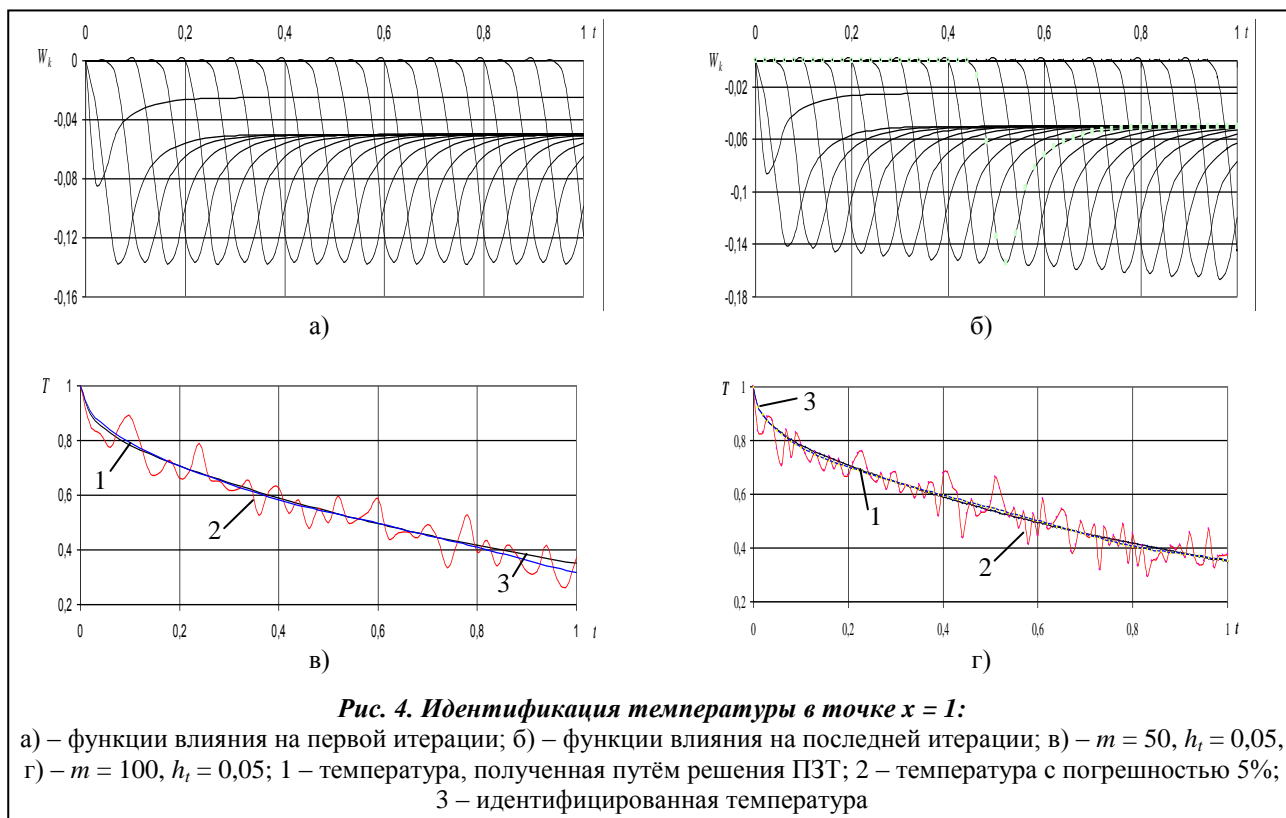 0 0,2 0,4 0,6 0,8 1 t
W_k
0
-0,04
-0,08
-0,12
-0,16
а)
0 0,2 0,4 0,6 0,8 1 t
W_k
-0,02
-0,06
-0,1
-0,14
-0,18
б)
T
1
0,8
0,6
0,4
0,2
1
2
3
0 0,2 0,4 0,6 0,8 1 t
в)
T
1
0,8
0,6
0,4
0,2
3
1
2
0 0,2 0,4 0,6 0,8 1 t
г)
Рис. 4. Идентификация температуры в точке x = 1:
а) – функции влияния на первой итерации; б) – функции влияния на последней итерации; в) – m = 50, h_t = 0,05,
г) – m = 100, h_t = 0,05; 1 – температура, полученная путём решения ПЗТ; 2 – температура с погрешностью 5%;
3 – идентифицированная температура